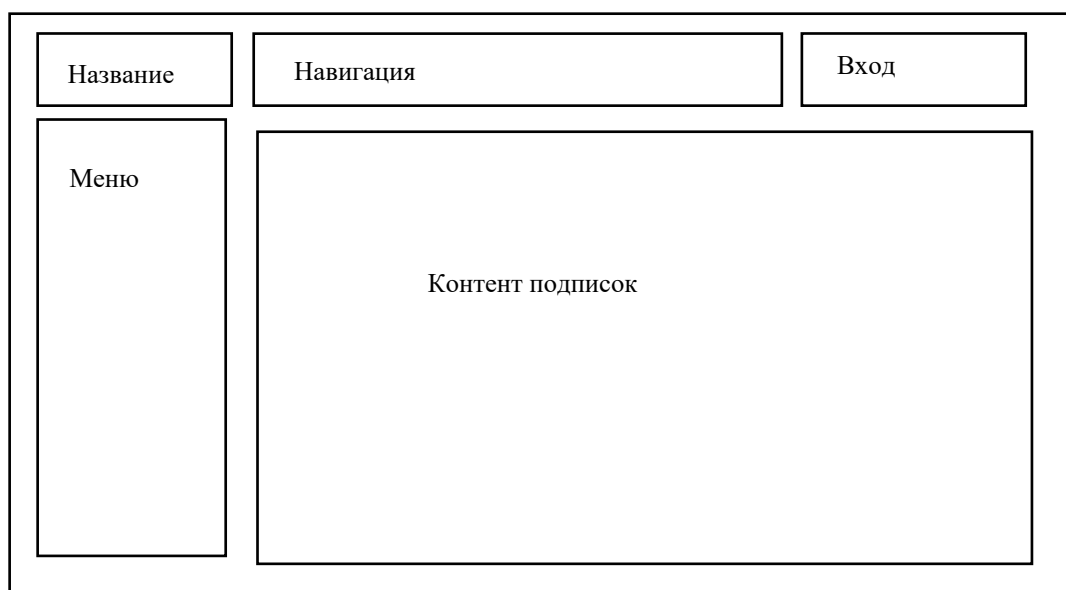 Название
Навигация
Вход
Меню
Контент подписок